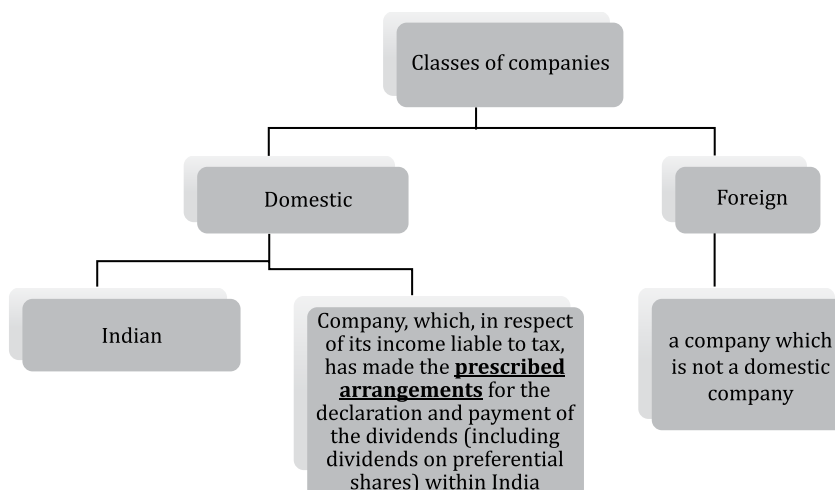 Classes of companies
Domestic
Foreign
Indian
Company, which, in respect
of its income liable to tax,
has made the prescribed
arrangements for the
declaration and payment of
the dividends (including
dividends on preferential
shares) within India
a company which
is not a domestic
company